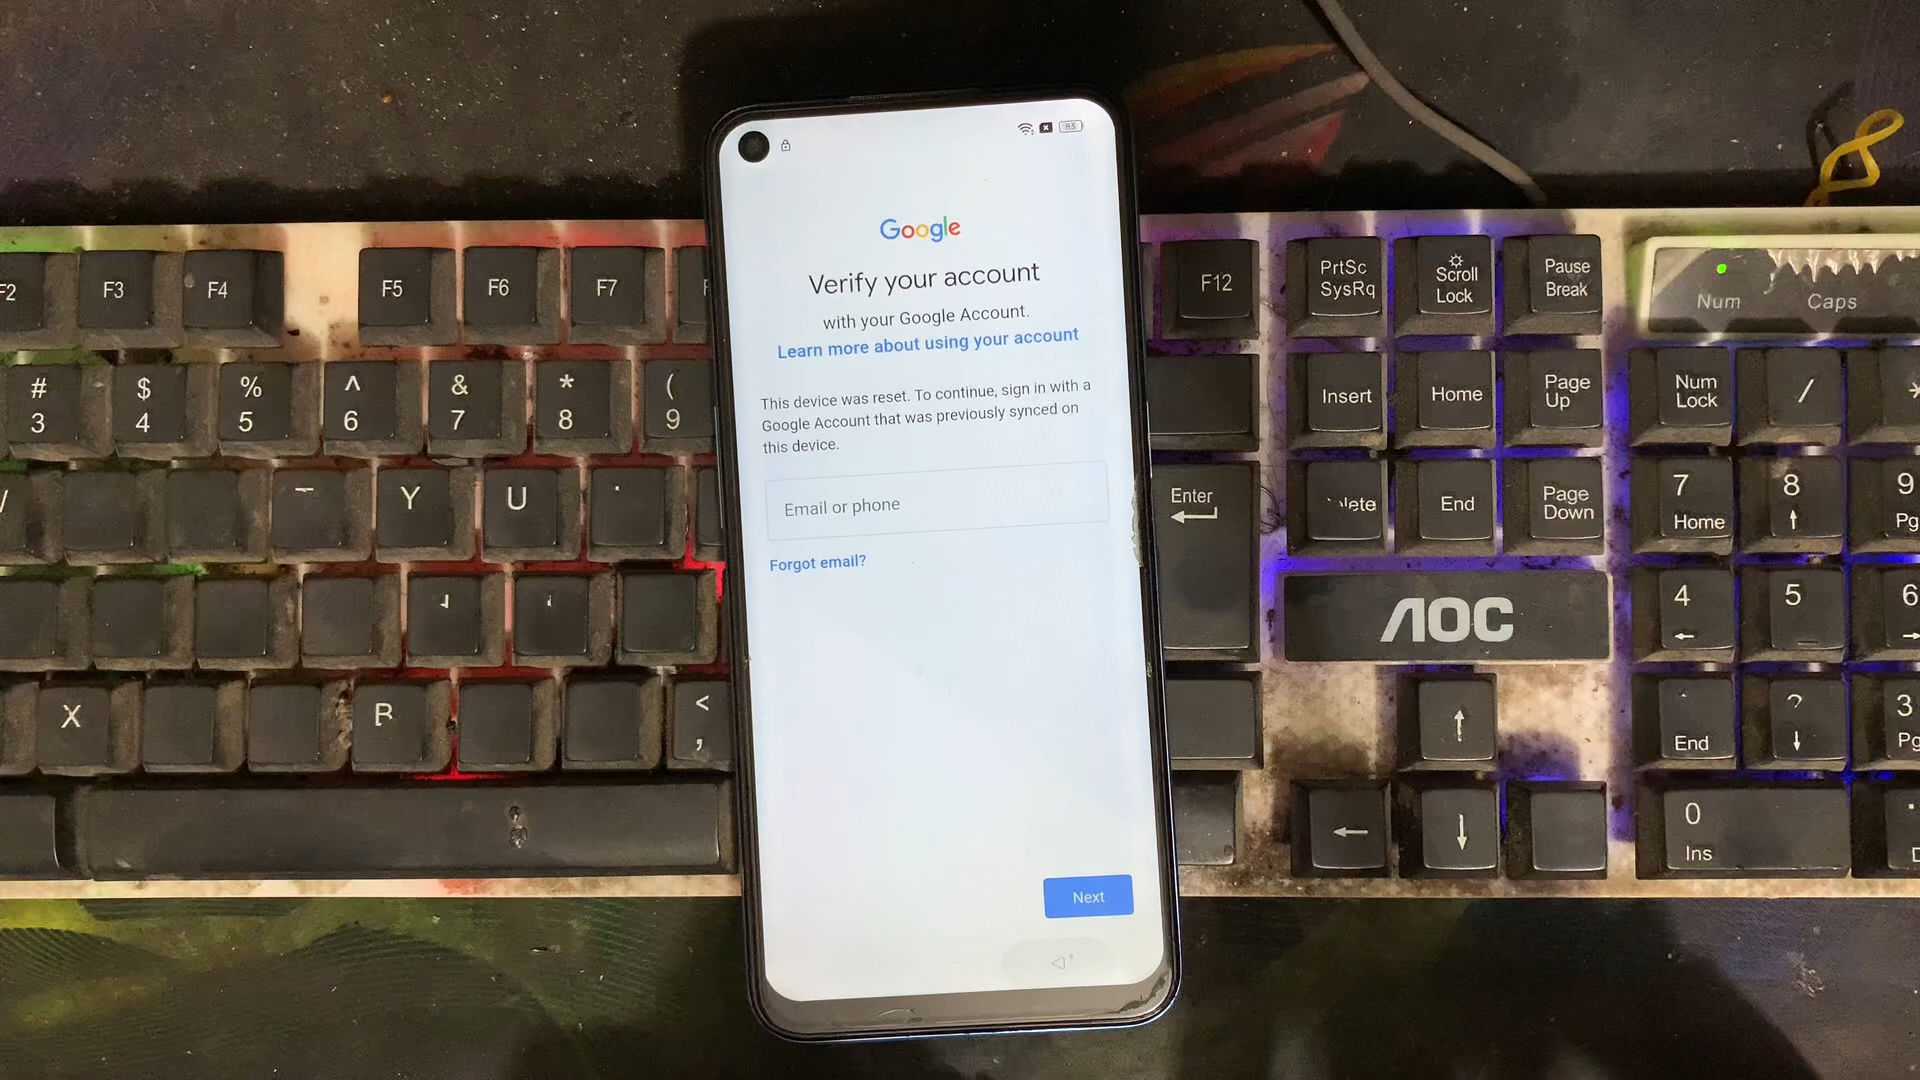 83
Google
Verify your account
with your Google Account.
Learn more about using your account
This device was reset. To continue, sign in with a
Google Account that was previously synced on
this device.
Email or phone
Forgot email?
Next
F2 F3 F4 F5 F6 F7 F12
PrtSc
SysRq
Scroll
Lock
Pause
Break
Num Caps
# $ % ^ & * (
3 4 5 6 7 8 9
Insert Home Page
Up
Num
Lock / *
Y U
Enter
End
Page
Down
7 8 9
Home Pg
AOC
4 5 6
X
<
,
End
?
3
Pg
0
Ins